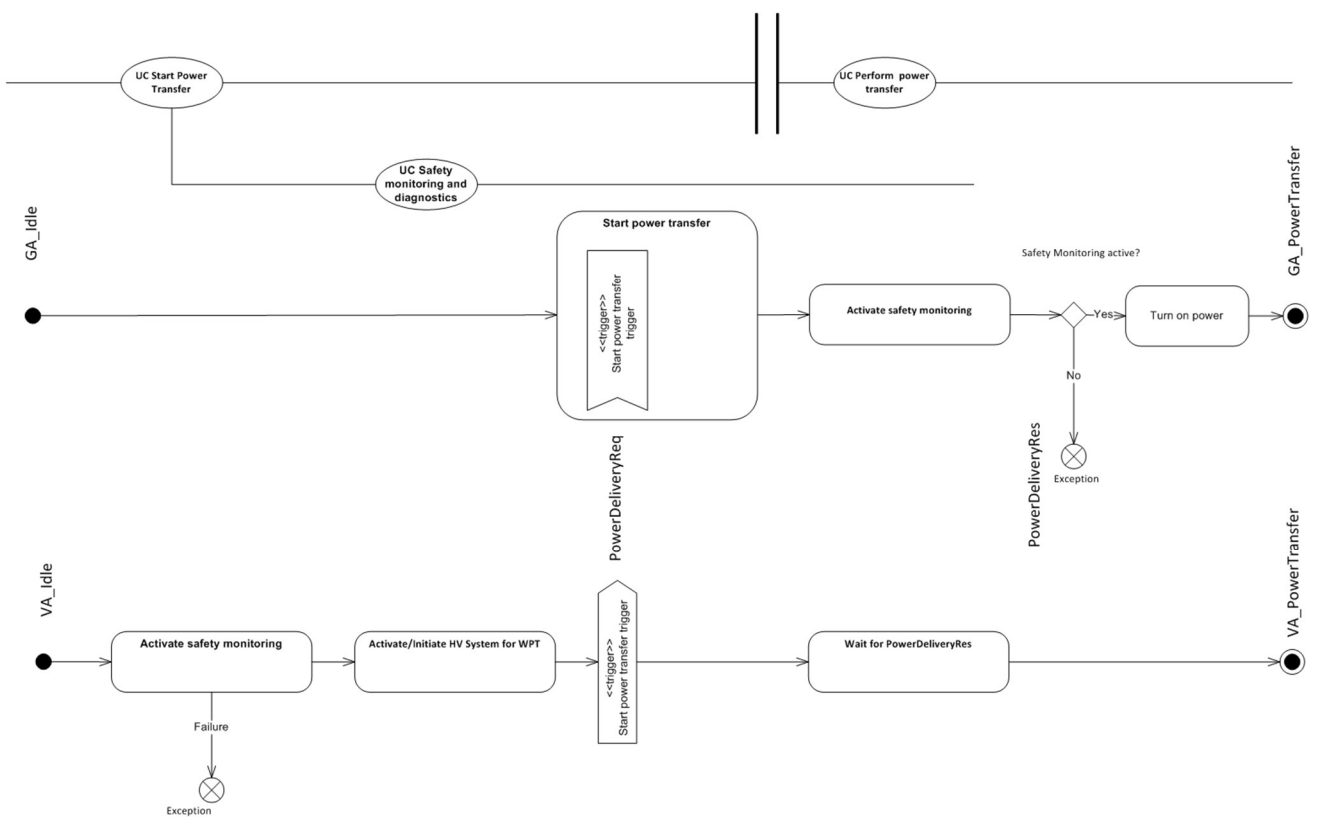 UC Start Power
Transfer
UC Perform power
transfer
UC Safety
monitoring and
diagnostics
GA_Idle
Start power transfer
<<trigger>>
Start power transfer
trigger
Activate safety monitoring
Safety Monitoring active?
Yes
No
Turn on power
GA_PowerTransfer
Exception
PowerDeliveryReq
PowerDeliveryRes
VA_Idle
Activate safety monitoring
Failure
Exception
Activate/Initiate HV System for WPT
<<trigger>>
Start power transfer trigger
Wait for PowerDeliveryRes
VA_PowerTransfer